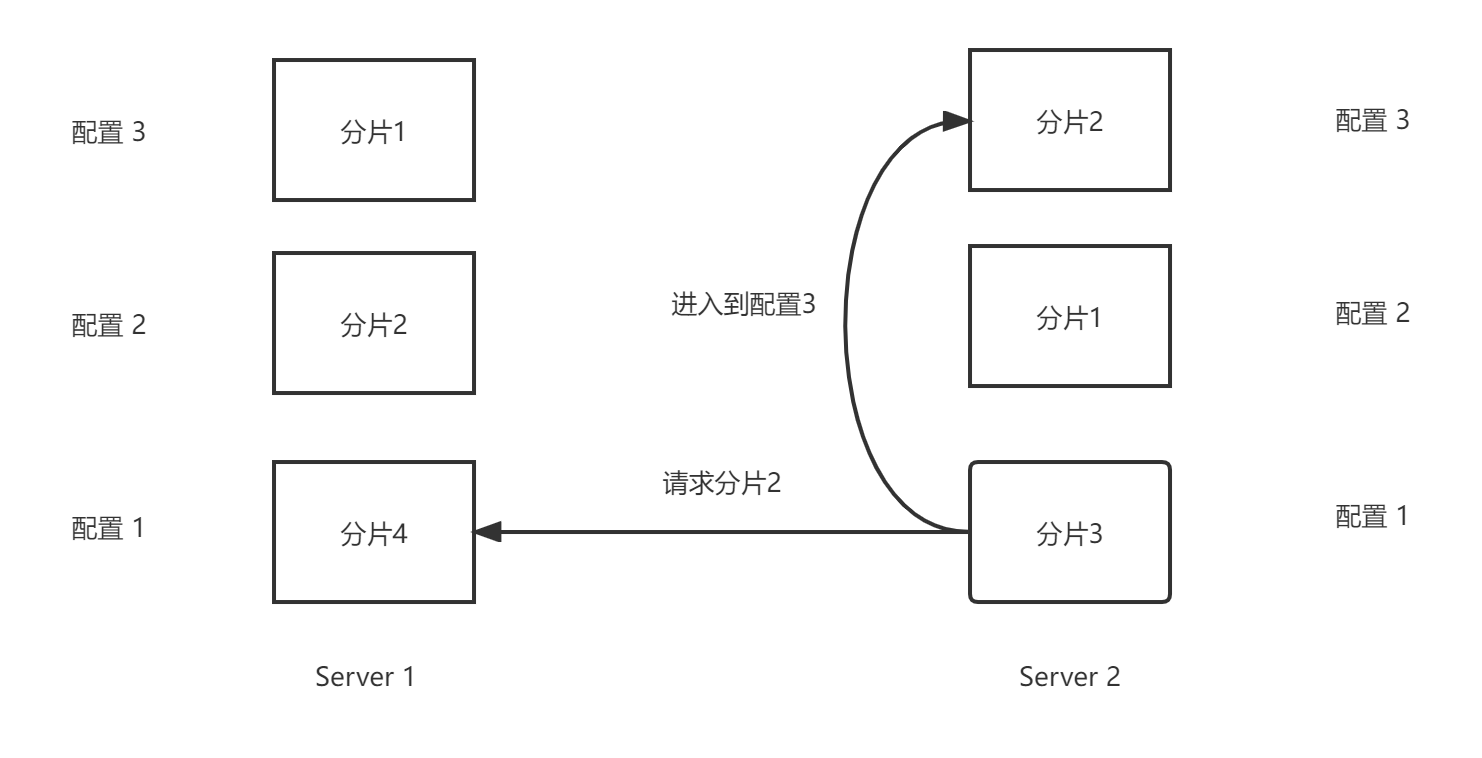 配置 3
分片1
分片2
配置 3
进入到配置3
配置 2
分片2
分片1
配置 2
请求分片2
配置 1
分片4
分片3
配置 1
Server 1
Server 2